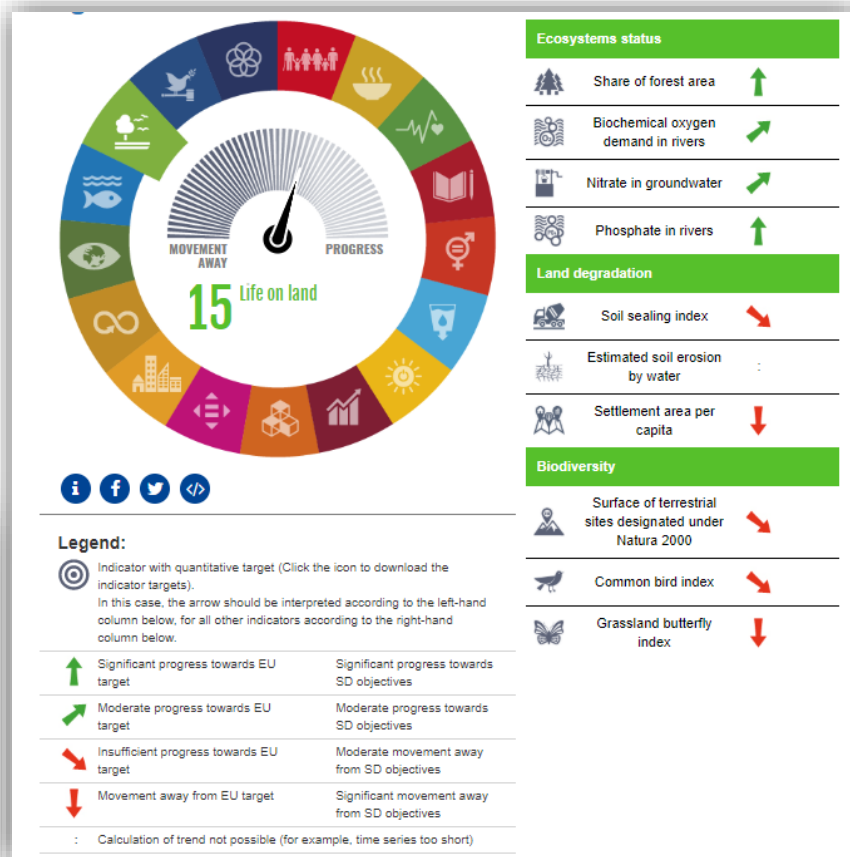 MOVEMENT
AWAY
PROGRESS
15 Life on land
Legend:
Indicator with quantitative target (Click the icon to download the
indicator targets).
In this case, the arrow should be interpreted according to the left-hand
column below, for all other indicators according to the right-hand
column below.
Significant progress towards EU
target
Significant progress towards
SD objectives
Moderate progress towards EU
target
Moderate progress towards
SD objectives
Insufficient progress towards EU
target
Moderate movement away
from SD objectives
Movement away from EU target
Significant movement away
from SD objectives
: Calculation of trend not possible (for example, time series too short)
Ecosystems status
Share of forest area
Biochemical oxygen
demand in rivers
Nitrate in groundwater
Phosphate in rivers
Land degradation
Soil sealing index
Estimated soil erosion
by water
:
Settlement area per
capita
Biodiversity
Surface of terrestrial
sites designated under
Natura 2000
Common bird index
Grassland butterfly
index